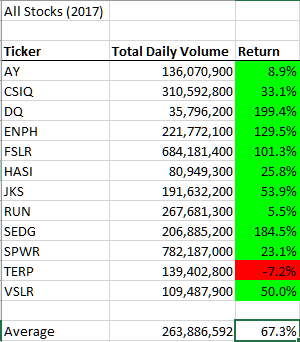 All Stocks (2017)
Ticker Total Daily Volume Return
AY 136,070,900 8.9%
CSIQ 310,592,800 33.1%
DQ 35,796,200 199.4%
ENPH 221,772,100 129.5%
FSLR 684,181,400 101.3%
HASI 80,949,300 25.8%
JKS 191,632,200 53.9%
RUN 267,681,300 5.5%
SEDG 206,885,200 184.5%
SPWR 782,187,000 23.1%
TERP 139,402,800 -7.2%
VSLR 109,487,900 50.0%
Average 263,886,592 67.3%